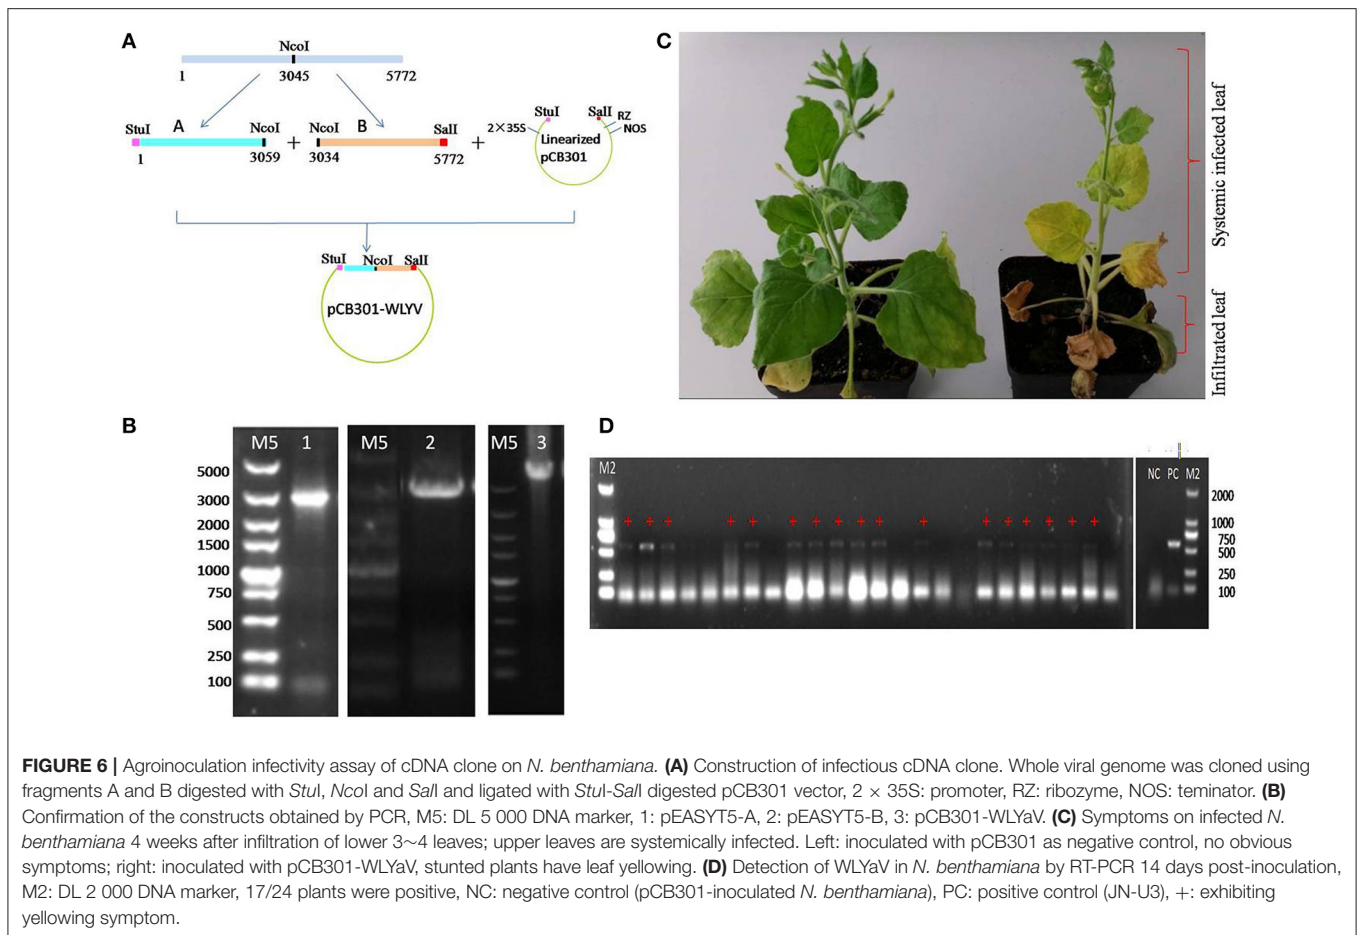 A
NcoI
1 3045 5772
StuI A NcoI
1 3059
+
NcoI B SalI
3034 5772
+
StuI SalI
2×35S RZ
NOS
Linearized
pCB301
StuI NcoI SalI
pCB301-WLYV
C
Systemic infected leaf
Infiltrated leaf
B
M5 1
M5 2
M5 3
5000
3000
2000
1500
1000
750
500
250
100
D
M2
+ + + + + + + + + + + + + + + + +
NC PC M2
2000
1000
750
500
250
100
FIGURE 6 | Agroinoculation infectivity assay of cDNA clone on N. benthamiana. (A) Construction of infectious cDNA clone. Whole viral genome was cloned using
fragments A and B digested with StuI, NcoI and SalI and ligated with StuI-SalI digested pCB301 vector, 2 × 35S: promoter, RZ: ribozyme, NOS: teminator. (B)
Confirmation of the constructs obtained by PCR, M5: DL 5 000 DNA marker, 1: pEASYT5-A, 2: pEASYT5-B, 3: pCB301-WLYaV. (C) Symptoms on infected N.
benthamiana 4 weeks after infiltration of lower 3~4 leaves; upper leaves are systemically infected. Left: inoculated with pCB301 as negative control, no obvious
symptoms; right: inoculated with pCB301-WLYaV, stunted plants have leaf yellowing. (D) Detection of WLYaV in N. benthamiana by RT-PCR 14 days post-inoculation,
M2: DL 2 000 DNA marker, 17/24 plants were positive, NC: negative control (pCB301-inoculated N. benthamiana), PC: positive control (JN-U3), +: exhibiting
yellowing symptom.